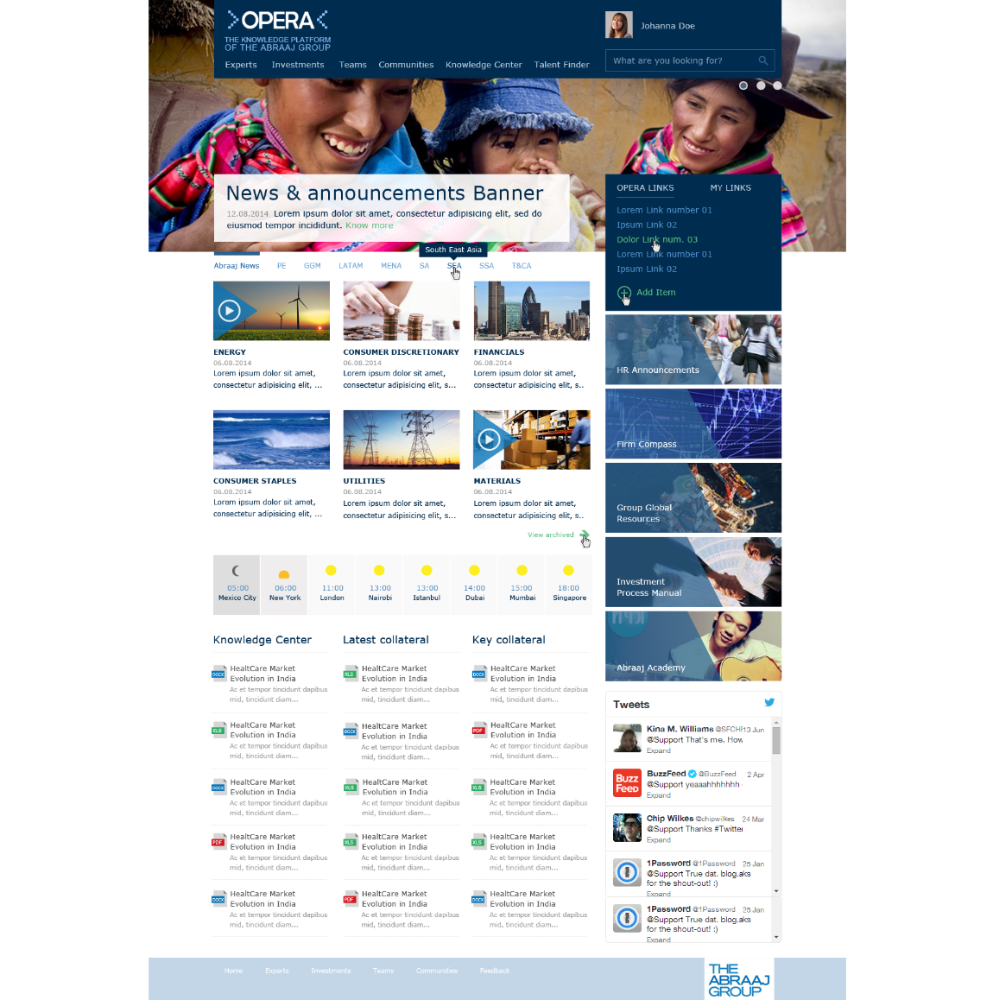 OPERA
THE KNOWLEDGE PLATFORM
OF THE ABRAAJ GROUP
Johanna Doe
What are you looking for?
Experts Investments Teams Communities Knowledge Center Talent Finder
News & announcements Banner
12.08.2014 Lorem ipsum dolor sit amet, consectetur adipisicing elit, sed do
eiusmod tempor incididunt. Know more
OPERA LINKS MY LINKS
Lorem Link number 01
Ipsum Link 02
Dolor Link num. 03
Lorem Link number 01
Ipsum Link 02
Add Item
South East Asia
Abraaj News PE GGM LATAM MENA SA SEA SSA T&CA
ENERGY
06.08.2014
Lorem ipsum dolor sit amet,
consectetur adipisicing elit, ...
CONSUMER DISCRETIONARY
06.08.2014
Lorem ipsum dolor sit amet,
consectetur adipisicing elit, s...
FINANCIALS
06.08.2014
Lorem ipsum dolor sit amet,
consectetur adipisicing elit, s..
CONSUMER STAPLES
06.08.2014
Lorem ipsum dolor sit amet,
consectetur adipisicing elit, ...
UTILITIES
06.08.2014
Lorem ipsum dolor sit amet,
consectetur adipisicing elit, s...
MATERIALS
06.08.2014
Lorem ipsum dolor sit amet,
consectetur adipisicing elit, s..
View archived
HR Announcements
Firm Compass
Group Global
Resources
Investment
Process Manual
Abraaj Academy
05:00 06:00 11:00 13:00 13:00 14:00 15:00 18:00
Mexico City New York London Nairobi Istanbul Dubai Mumbai Singapore
Knowledge Center
DOCX HealtCare Market
Evolution in India
Ac et tempor tincidunt dapibus
mid, tincidunt diam...
XLS HealtCare Market
Evolution in India
Ac et tempor tincidunt dapibus
mid, tincidunt diam...
DOCX HealtCare Market
Evolution in India
Ac et tempor tincidunt dapibus
mid, tincidunt diam...
PDF HealtCare Market
Evolution in India
Ac et tempor tincidunt dapibus
mid, tincidunt diam...
DOCX HealtCare Market
Evolution in India
Ac et tempor tincidunt dapibus
mid, tincidunt diam...
Latest collateral
XLS HealtCare Market
Evolution in India
Ac et tempor tincidunt dapibus
mid, tincidunt diam...
DOCX HealtCare Market
Evolution in India
Ac et tempor tincidunt dapibus
mid, tincidunt diam...
XLS HealtCare Market
Evolution in India
Ac et tempor tincidunt dapibus
mid, tincidunt diam...
XLS HealtCare Market
Evolution in India
Ac et tempor tincidunt dapibus
mid, tincidunt diam...
PDF HealtCare Market
Evolution in India
Ac et tempor tincidunt dapibus
mid, tincidunt diam...
Key collateral
DOCX HealtCare Market
Evolution in India
Ac et tempor tincidunt dapibus
mid, tincidunt diam...
PDF HealtCare Market
Evolution in India
Ac et tempor tincidunt dapibus
mid, tincidunt diam...
XLS HealtCare Market
Evolution in India
Ac et tempor tincidunt dapibus
mid, tincidunt diam...
XLS HealtCare Market
Evolution in India
Ac et tempor tincidunt dapibus
mid, tincidunt diam...
DOCX HealtCare Market
Evolution in India
Ac et tempor tincidunt dapibus
mid, tincidunt diam...
Tweets
Kina M. Williams 13 Jun
@Support That's me. How
Expand
BUZZ
FEED
BuzzFeed @BuzzFeed 2 Apr
@Support yeaaahhhhhhh
Expand
Chip Wilkes @chipwilkes 24 Mar
@Support Thanks #Twitter
Expand
1Password @1Password 25 Jan
@Support True dat. blog.aks
for the shout-out! :)
Expand
1Password @1Password 25 Jan
@Support True dat. blog.aks
for the shout-out! :)
Expand
Home Experts Investments Teams Communities Feedback
THE
ABRAAJ
GROUP